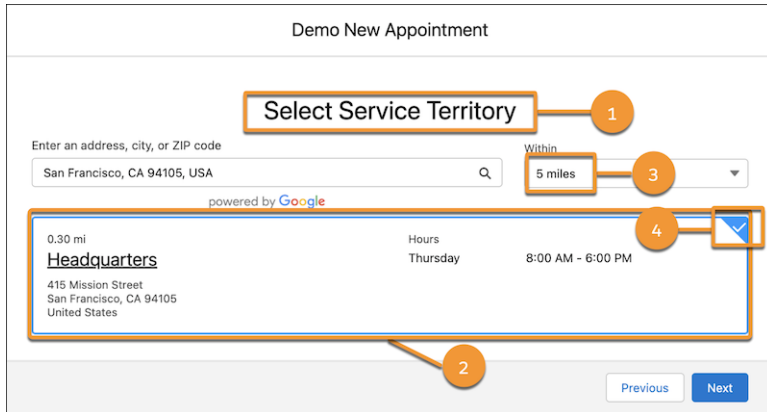 Demo New Appointment
Select Service Territory
1
Enter an address, city, or ZIP code
Within
San Francisco, CA 94105, USA
5 miles
3
powered by Google
4
0.30 mi
Hours
Headquarters
Thursday
8:00 AM - 6:00 PM
415 Mission Street
San Francisco, CA 94105
United States
2
Previous
Next